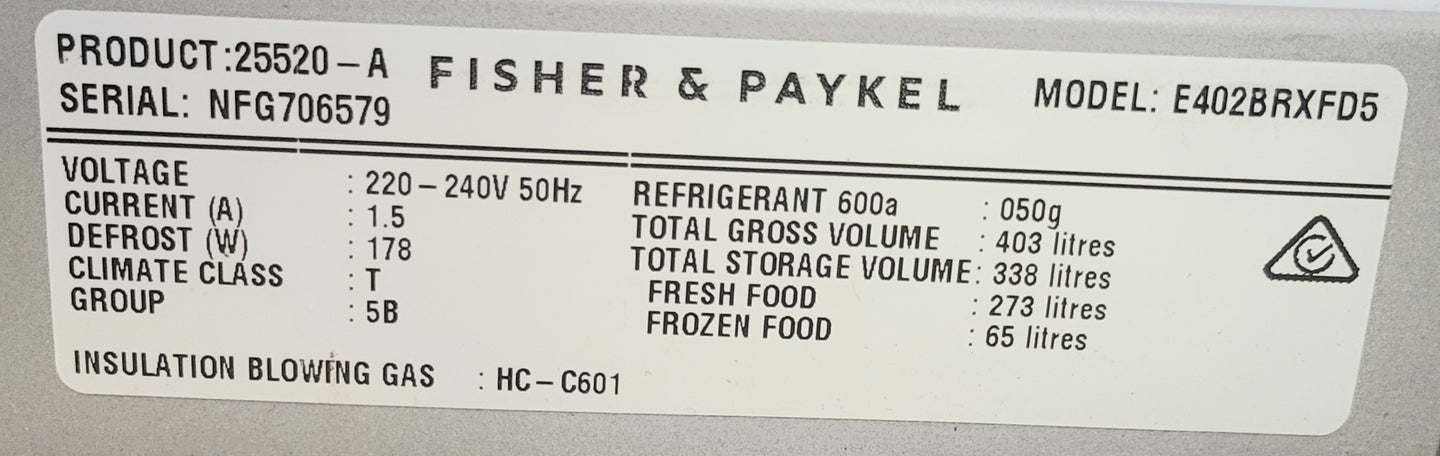 PRODUCT:25520-A FISHER & PAYKEL MODEL: E402BRXFD5
SERIAL: NFG706579
VOLTAGE : 220-240V 50Hz
CURRENT (A) : 1.5
DEFROST (W) : 178
CLIMATE CLASS : T
GROUP : 5B
REFRIGERANT 600a : 050g
TOTAL GROSS VOLUME : 403 litres
TOTAL STORAGE VOLUME: 338 litres
FRESH FOOD : 273 litres
FROZEN FOOD : 65 litres
INSULATION BLOWING GAS : HC-C601